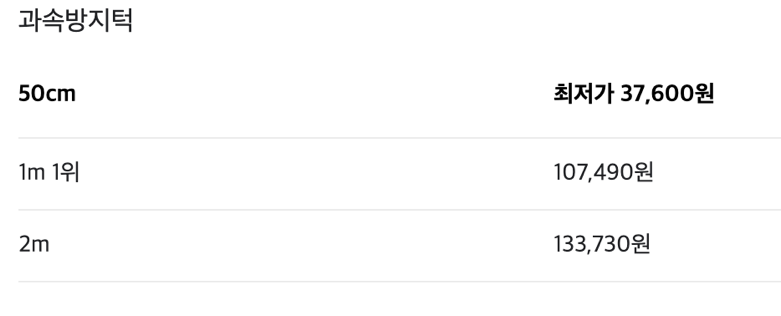 과속방지턱
50cm 최저가 37,600원
1m 1위 107,490원
2m 133,730원